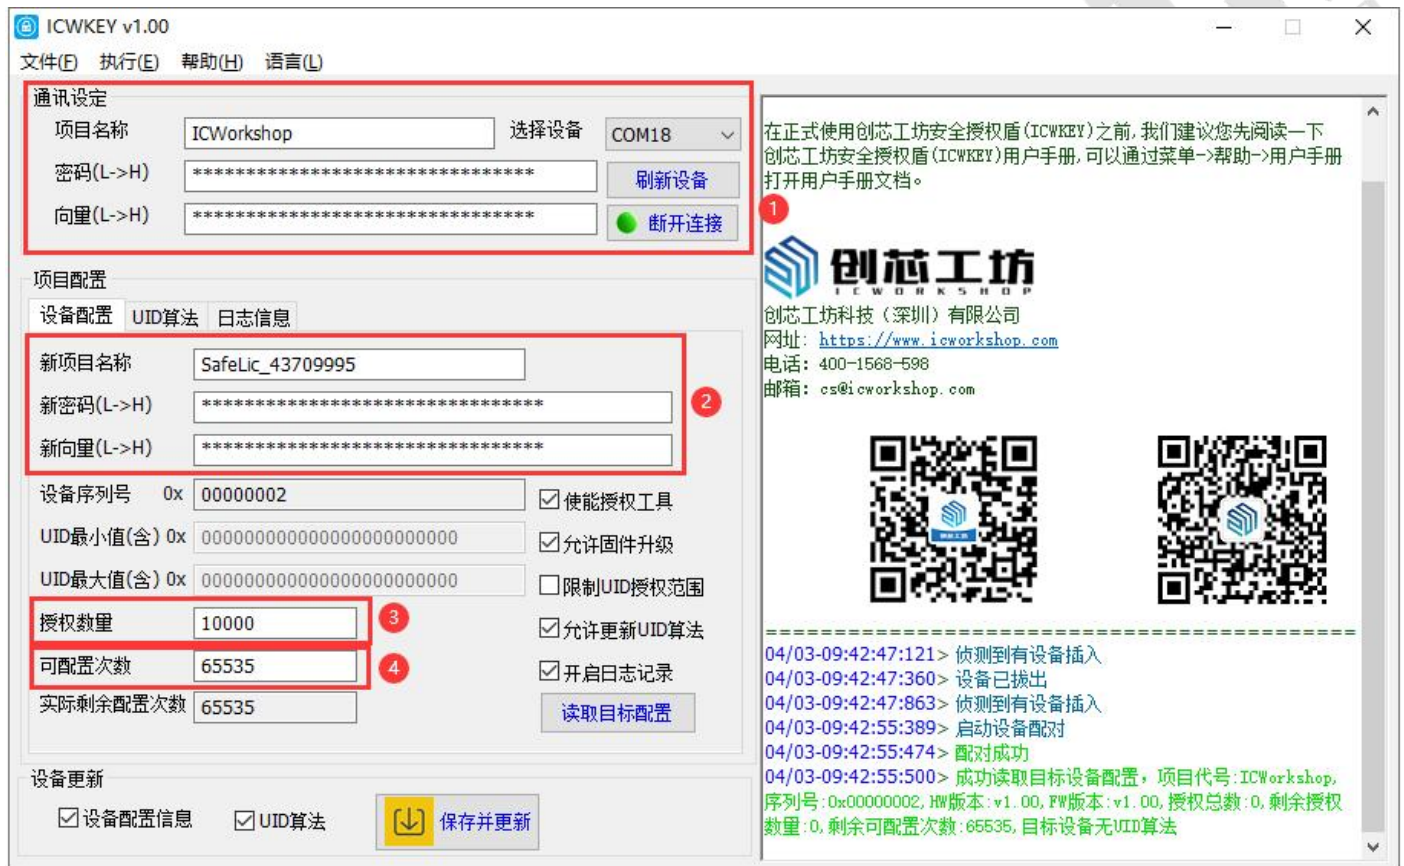 ICWKEY v1.00
文件(F) 执行(E) 帮助(H) 语言(L)
通讯设定
项目名称 ICWorkshop 选择设备 COM18
密码(L->H) ******************************** 刷新设备
向量(L->H) ******************************** 断开连接
1
项目配置
设备配置 UID算法 日志信息
新项目名称 SafeLic_43709995
新密码(L->H) ********************************
2
新向量(L->H) ********************************
设备序列号 0x 00000002 使能授权工具
UID最小值(含) 0x 000000000000000000000000 允许固件升级
UID最大值(含) 0x 000000000000000000000000 限制UID授权范围
授权数量 10000 3 允许更新UID算法
可配置次数 65535 4 开启日志记录
实际剩余配置次数 65535 读取目标配置
设备更新
设备配置信息 UID算法 保存并更新
在正式使用创芯工坊安全授权盾(ICWKEY)之前,我们建议您先阅读一下
创芯工坊安全授权盾(ICWKEY)用户手册,可以通过菜单->帮助->用户手册
打开用户手册文档。
创芯工坊
ICWORKSHOP
创芯工坊科技（深圳）有限公司
网址: https://www.icworkshop.com
电话: 400-1568-598
邮箱: cs@icworkshop.com
创芯工坊
============================================
04/03-09:42:47:121> 侦测到有设备插入
04/03-09:42:47:360> 设备已拔出
04/03-09:42:47:863> 侦测到有设备插入
04/03-09:42:55:389> 启动设备配对
04/03-09:42:55:474> 配对成功
04/03-09:42:55:500> 成功读取目标设备配置，项目代号:ICWorkshop,
序列号:0x00000002,HW版本:v1.00,FW版本:v1.00,授权总数:0,剩余授权
数量:0,剩余可配置次数:65535,目标设备无UID算法